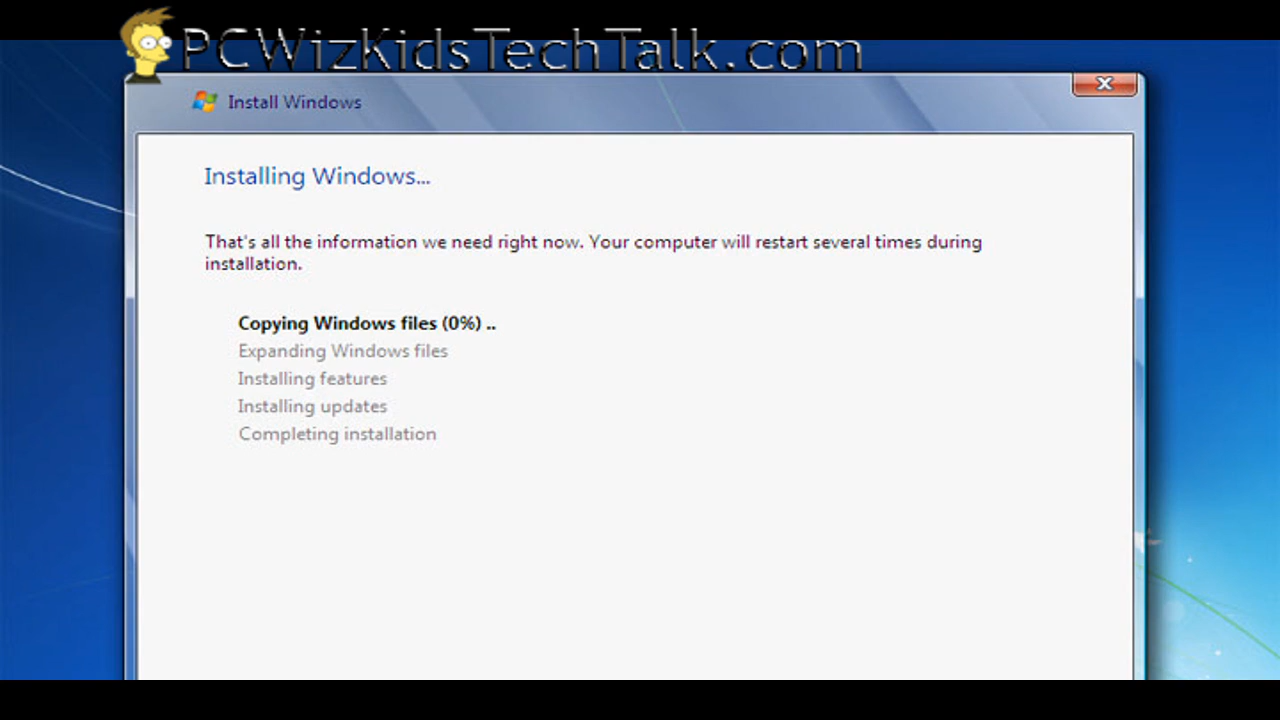 PCWizKidsTechTalk.com
Install Windows
Installing Windows...
That's all the information we need right now. Your computer will restart several times during
installation.
Copying Windows files (0%) ..
Expanding Windows files
Installing features
Installing updates
Completing installation